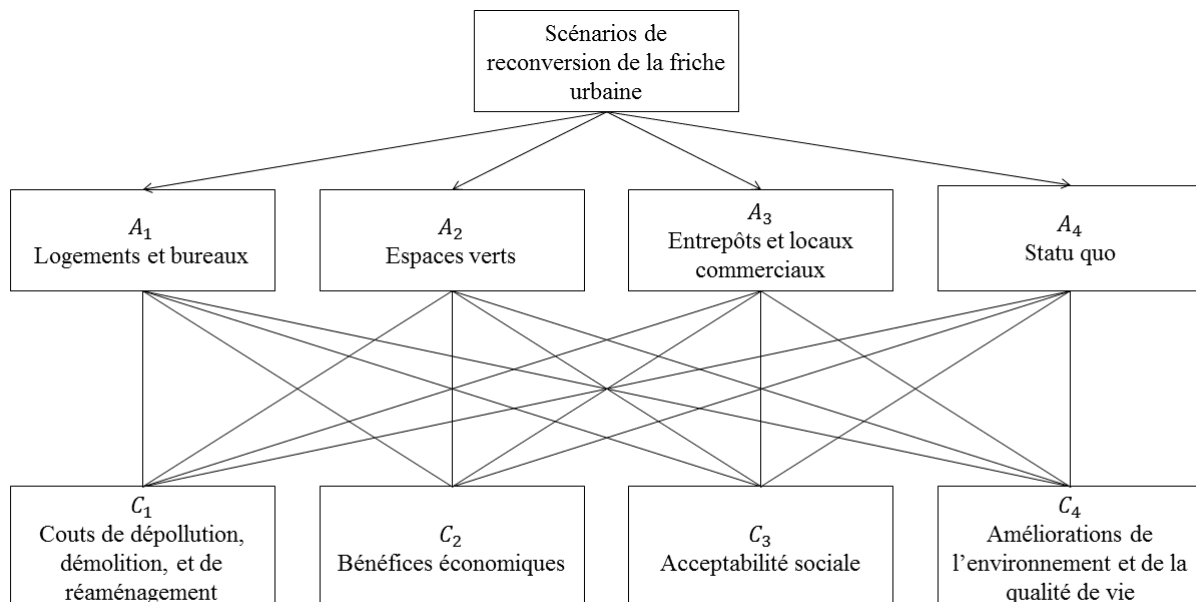 Scénarios de
reconversion de la friche
urbaine
A₁
Logements et bureaux
A₂
Espaces verts
A₃
Entrepôts et locaux
commerciaux
A₄
Statu quo
C₁
Couts de dépollution,
démolition, et de
réaménagement
C₂
Bénéfices économiques
C₃
Acceptabilité sociale
C₄
Améliorations de
l’environnement et de la
qualité de vie